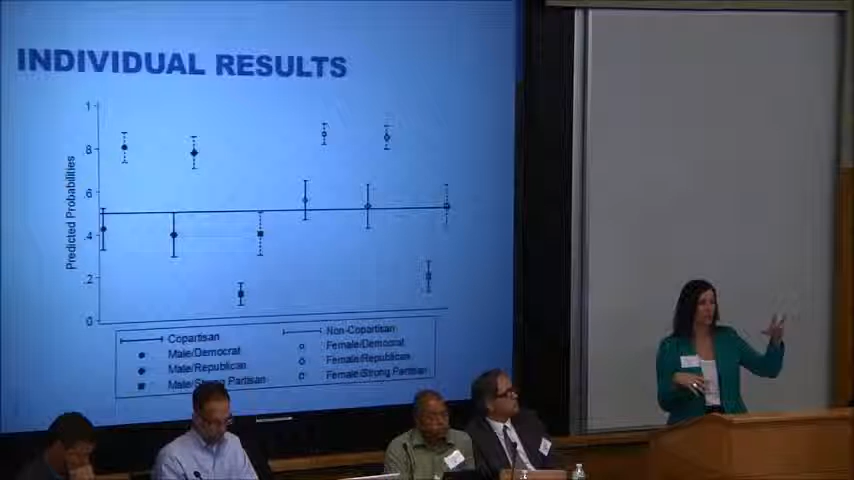 INDIVIDUAL RESULTS
1
.8
.6
.4
.2
0
Predicted Probabilities
Copartisan
Non-Copartisan
Male/Democrat
Female/Democrat
Male/Republican
Female/Republican
Male/Strong Partisan
Female/Strong Partisan